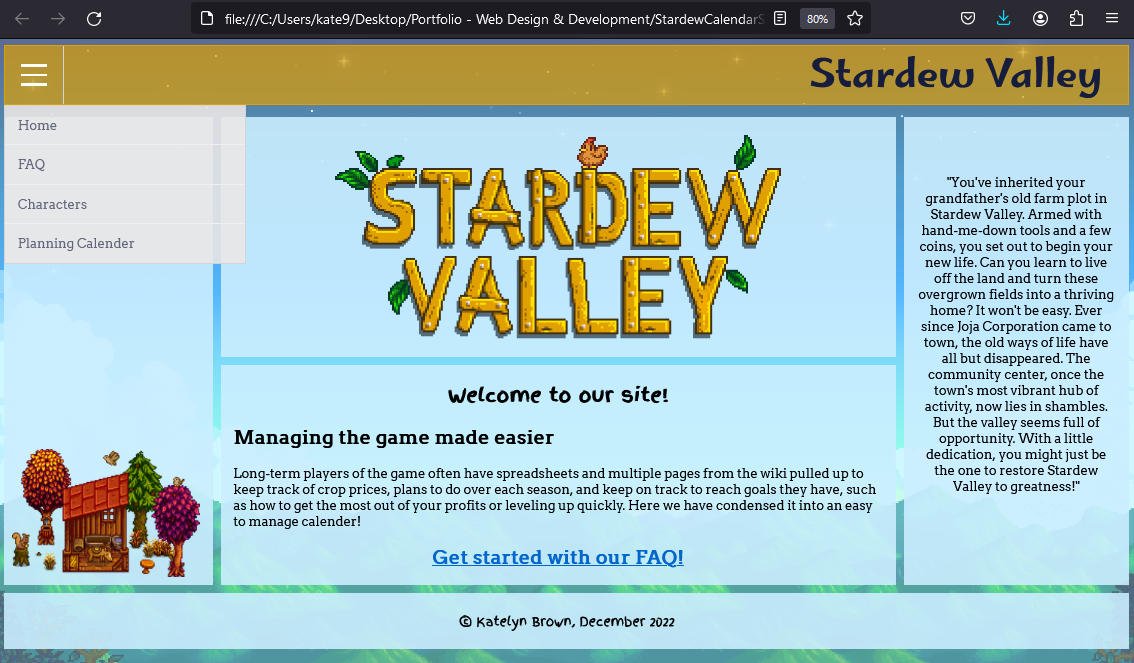 file:///C:/Users/kate9/Desktop/Portfolio - Web Design & Development/StardewCalendarS
80%
Stardew Valley
Home
FAQ
Characters
Planning Calender
STARDEW
VALLEY
Welcome to our site!
Managing the game made easier
Long-term players of the game often have spreadsheets and multiple pages from the wiki pulled up to
keep track of crop prices, plans to do over each season, and keep on track to reach goals they have, such
as how to get the most out of your profits or leveling up quickly. Here we have condensed it into an easy
to manage calender!
Get started with our FAQ!
"You've inherited your
grandfather's old farm plot in
Stardew Valley. Armed with
hand-me-down tools and a few
coins, you set out to begin your
new life. Can you learn to live
off the land and turn these
overgrown fields into a thriving
home? It won't be easy. Ever
since Joja Corporation came to
town, the old ways of life have
all but disappeared. The
community center, once the
town's most vibrant hub of
activity, now lies in shambles.
But the valley seems full of
opportunity. With a little
dedication, you might just be
the one to restore Stardew
Valley to greatness!"
© Katelyn Brown, December 2022